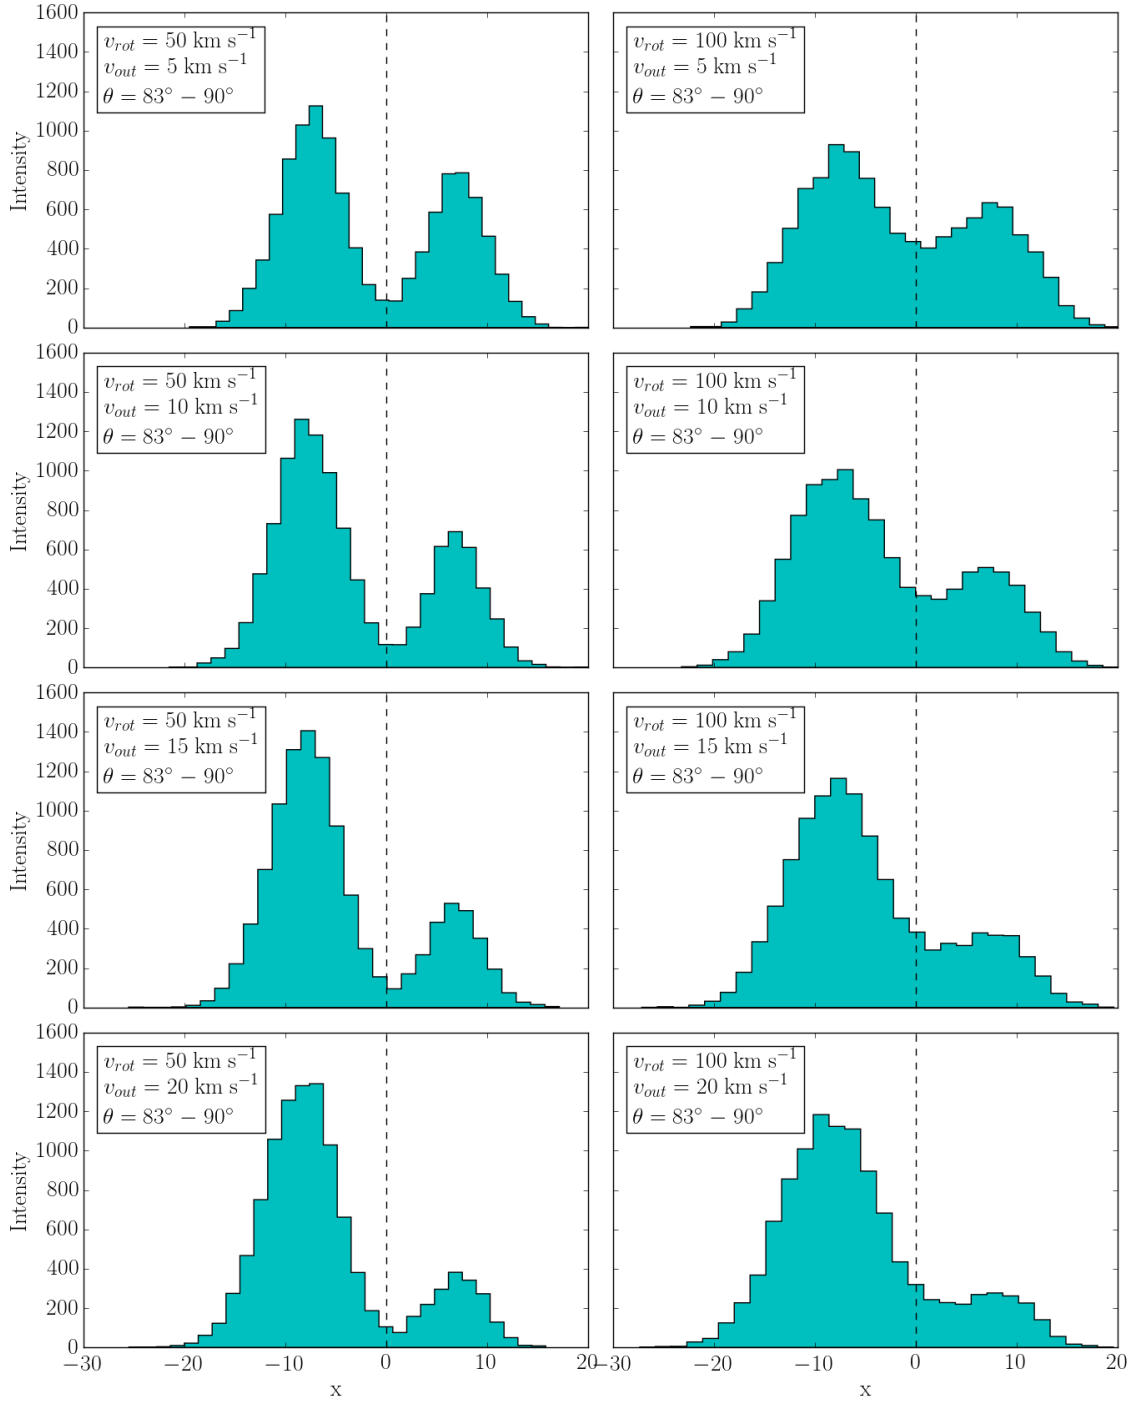 1600
1400
1200
1000
800
600
400
200
0
Intensity
v_rot = 50 km s⁻¹
v_out = 5 km s⁻¹
θ = 83° − 90°
v_rot = 100 km s⁻¹
v_out = 5 km s⁻¹
θ = 83° − 90°
1600
1400
1200
1000
800
600
400
200
0
Intensity
v_rot = 50 km s⁻¹
v_out = 10 km s⁻¹
θ = 83° − 90°
v_rot = 100 km s⁻¹
v_out = 10 km s⁻¹
θ = 83° − 90°
1600
1400
1200
1000
800
600
400
200
0
Intensity
v_rot = 50 km s⁻¹
v_out = 15 km s⁻¹
θ = 83° − 90°
v_rot = 100 km s⁻¹
v_out = 15 km s⁻¹
θ = 83° − 90°
1600
1400
1200
1000
800
600
400
200
0
Intensity
v_rot = 50 km s⁻¹
v_out = 20 km s⁻¹
θ = 83° − 90°
v_rot = 100 km s⁻¹
v_out = 20 km s⁻¹
θ = 83° − 90°
−30 −20 −10 0 10 20
−30 −20 −10 0 10 20
x
x